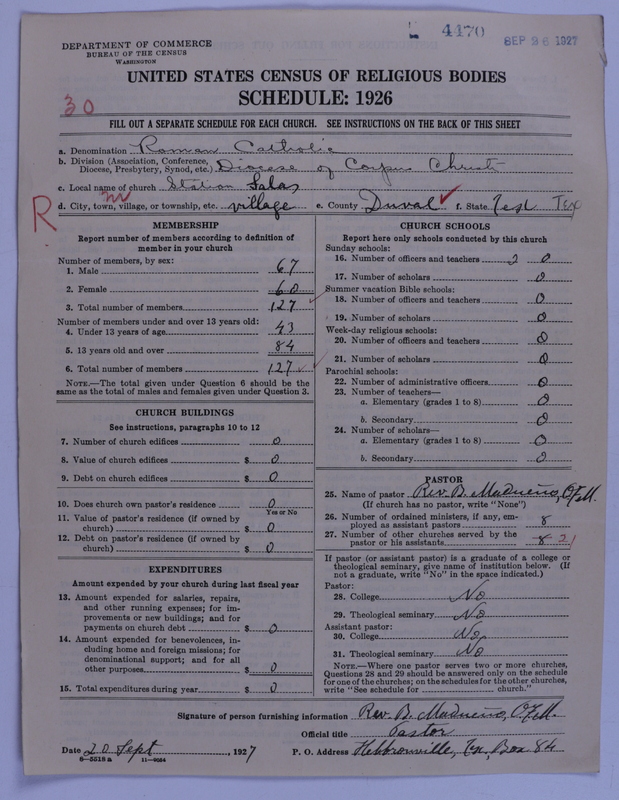 4470
SEP 26 1927
DEPARTMENT OF COMMERCE
BUREAU OF THE CENSUS
WASHINGTON
UNITED STATES CENSUS OF RELIGIOUS BODIES
SCHEDULE: 1926
30
FILL OUT A SEPARATE SCHEDULE FOR EACH CHURCH. SEE INSTRUCTIONS ON THE BACK OF THIS SHEET
a. Denomination Roman Catholic
b. Division (Association, Conference,
Diocese, Presbytery, Synod, etc.) Diocese of Corpus Christi
c. Local name of church Station Salas
d. City, town, village, or township, etc. village e. County Duval f. State Tex
R
MEMBERSHIP
Report number of members according to definition of
member in your church
Number of members, by sex:
1. Male 67
2. Female 60
3. Total number of members 127
Number of members under and over 13 years old:
4. Under 13 years of age 43
5. 13 years old and over 84
6. Total number of members 127
NOTE.—The total given under Question 6 should be the
same as the total of males and females given under Question 3.
CHURCH BUILDINGS
See instructions, paragraphs 10 to 12
7. Number of church edifices 0
8. Value of church edifices $ 0
9. Debt on church edifices $ 0
10. Does church own pastor's residence 0
Yes or No
11. Value of pastor's residence (if owned by
church) $ 0
12. Debt on pastor's residence (if owned by
church) $ 0
EXPENDITURES
Amount expended by your church during last fiscal year
13. Amount expended for salaries, repairs,
and other running expenses; for im-
provements or new buildings; and for
payments on church debt $ 0
14. Amount expended for benevolences, in-
cluding home and foreign missions; for
denominational support; and for all
other purposes $ 0
15. Total expenditures during year $ 0
CHURCH SCHOOLS
Report here only schools conducted by this church
Sunday schools:
16. Number of officers and teachers 0
17. Number of scholars 0
Summer vacation Bible schools:
18. Number of officers and teachers 0
19. Number of scholars 0
Week-day religious schools:
20. Number of officers and teachers 0
21. Number of scholars 0
Parochial schools:
22. Number of administrative officers 0
23. Number of teachers—
a. Elementary (grades 1 to 8) 0
b. Secondary 0
24. Number of scholars—
a. Elementary (grades 1 to 8) 0
b. Secondary 0
PASTOR
25. Name of pastor Rev. B. Madueño, O.F.M.
(If church has no pastor, write "None")
26. Number of ordained ministers, if any, em-
ployed as assistant pastors 8
27. Number of other churches served by the
pastor or his assistants 8 21
If pastor (or assistant pastor) is a graduate of a college or
theological seminary, give name of institution below. (If
not a graduate, write "No" in the space indicated.)
Pastor:
28. College No
29. Theological seminary No
Assistant pastor:
30. College No
31. Theological seminary No
NOTE.—Where one pastor serves two or more churches,
Questions 28 and 29 should be answered only on the schedule
for one of the churches; on the schedules for the other churches,
write "See schedule for church."
Signature of person furnishing information Rev. B. Madueño, O.F.M.
Official title Pastor
Date 20 Sept, 1927 P. O. Address Hebbronville, Tex, Box 84
8—5518 a 11—9054